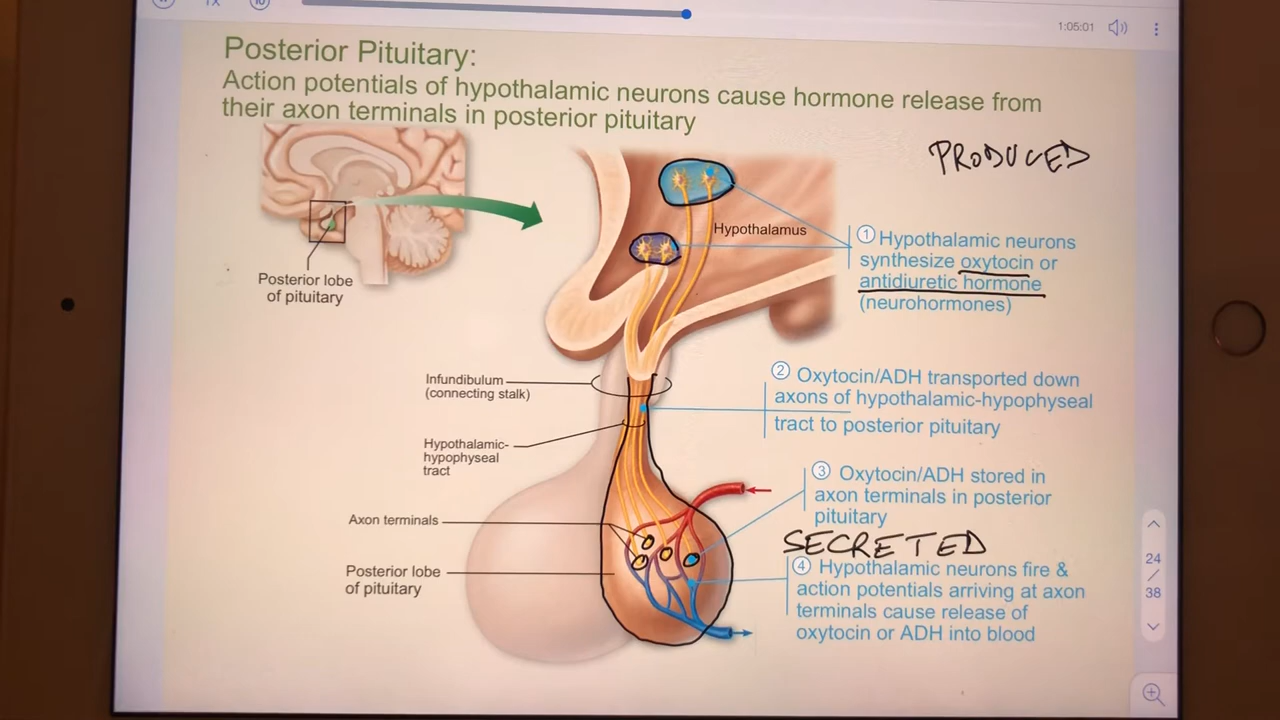 1x
10
1:05:01
Posterior Pituitary:
Action potentials of hypothalamic neurons cause hormone release from
their axon terminals in posterior pituitary
PRODUCED
Hypothalamus
Posterior lobe
of pituitary
① Hypothalamic neurons
synthesize oxytocin or
antidiuretic hormone
(neurohormones)
Infundibulum
(connecting stalk)
② Oxytocin/ADH transported down
axons of hypothalamic-hypophyseal
tract to posterior pituitary
Hypothalamic-
hypophyseal
tract
③ Oxytocin/ADH stored in
axon terminals in posterior
pituitary
Axon terminals
SECRETED
Posterior lobe
of pituitary
④ Hypothalamic neurons fire &
action potentials arriving at axon
terminals cause release of
oxytocin or ADH into blood
24
/
38